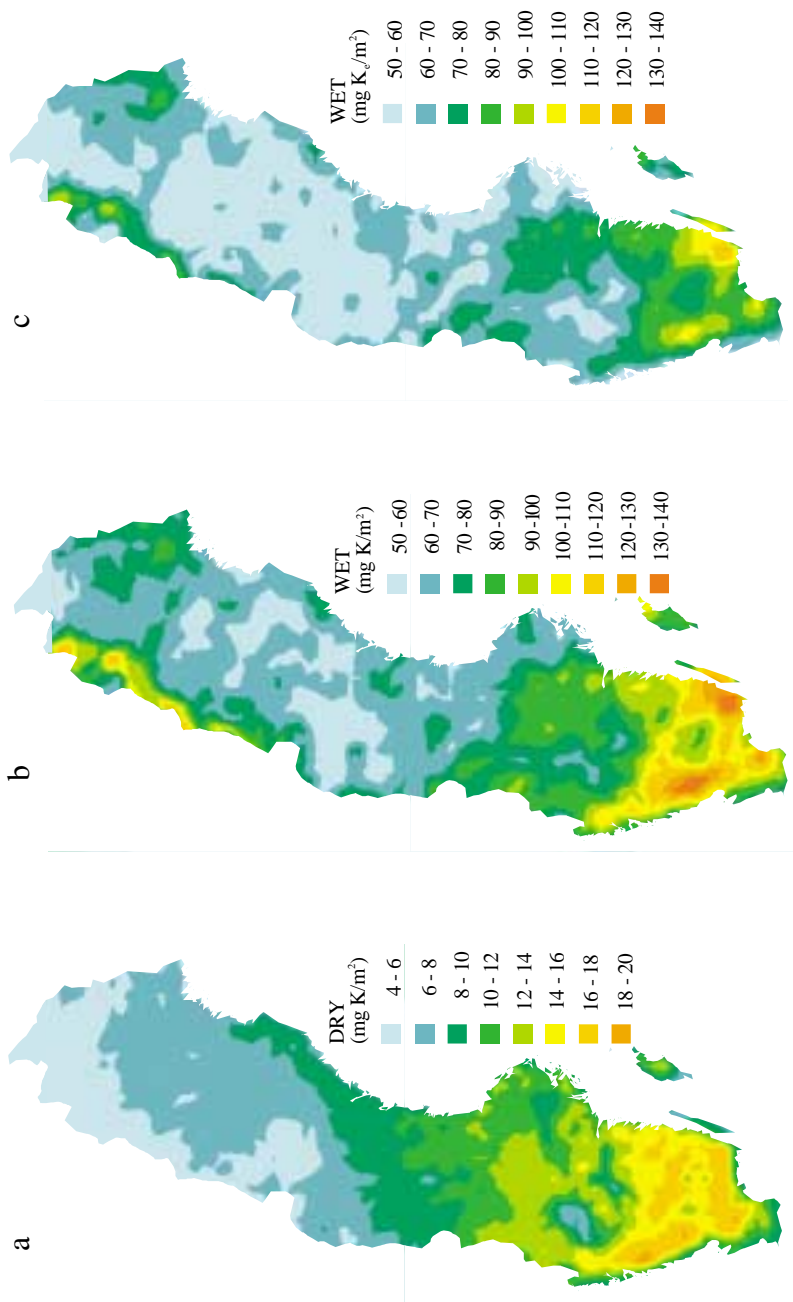 a
DRY
(mg K/m²)
4 - 6
6 - 8
8 - 10
10 - 12
12 - 14
14 - 16
16 - 18
18 - 20
b
WET
(mg K/m²)
50 - 60
60 - 70
70 - 80
80 - 90
90 - 100
100 - 110
110 - 120
120 - 130
130 - 140
c
WET
(mg Kₑ/m²)
50 - 60
60 - 70
70 - 80
80 - 90
90 - 100
100 - 110
110 - 120
120 - 130
130 - 140